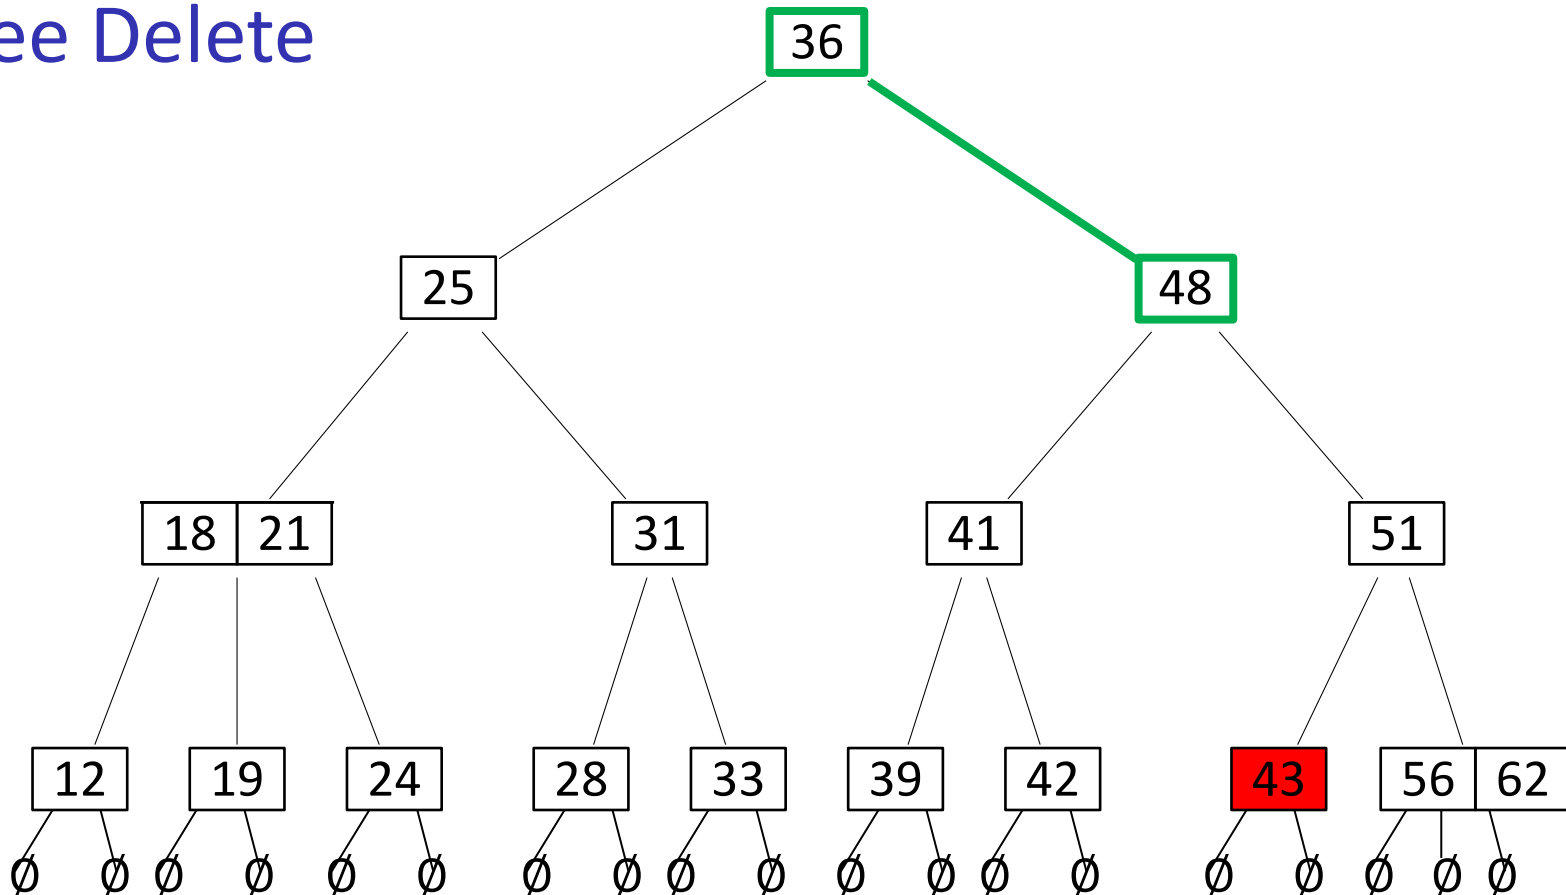 ee Delete
36
25 48
18 21 31 41 51
12 19 24 28 33 39 42 43 56 62
∅ ∅ ∅ ∅ ∅ ∅ ∅ ∅ ∅ ∅ ∅ ∅ ∅ ∅ ∅ ∅ ∅ ∅ ∅